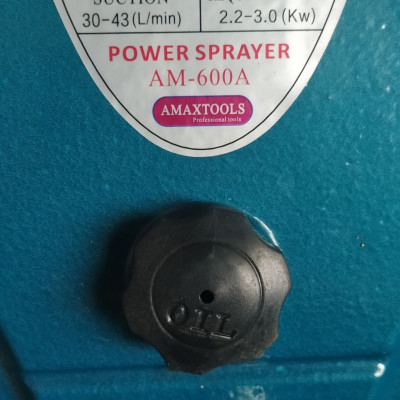 SUCTION
30-43(L/min) 2.2-3.0(Kw)
POWER SPRAYER
AM-600A
AMAXTOOLS
Professional tools
OIL